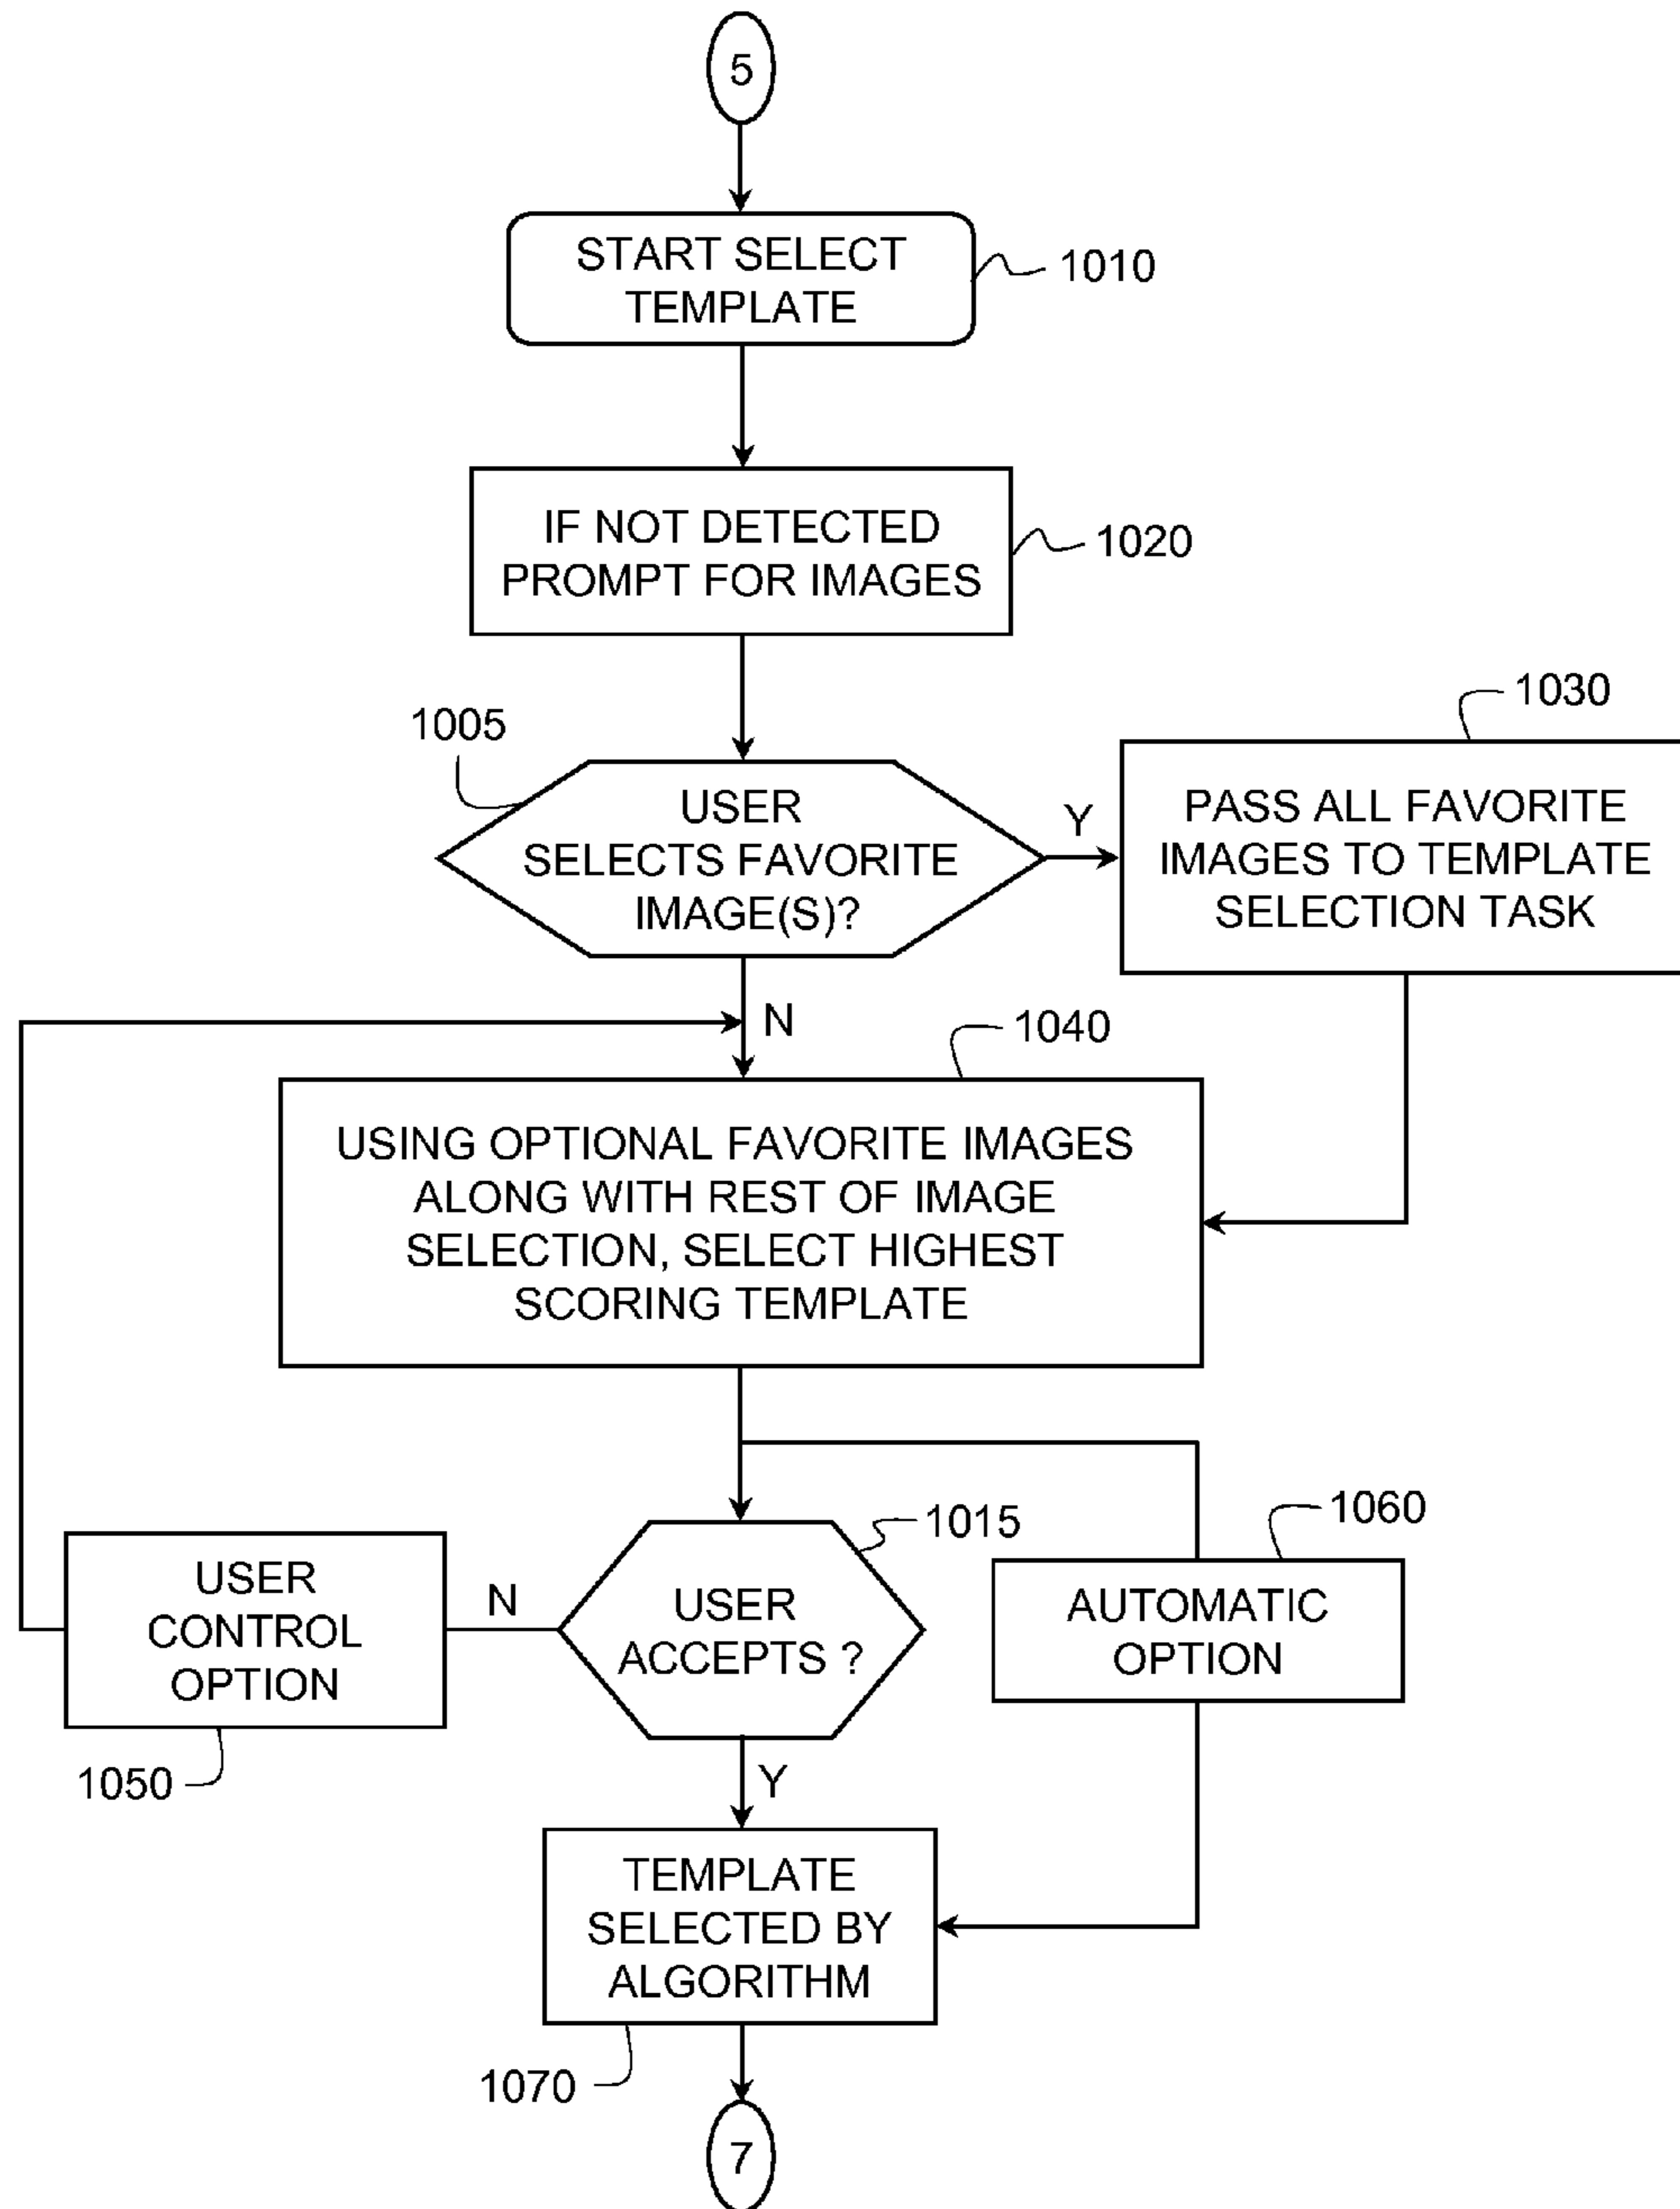 5
START SELECT
TEMPLATE
1010
IF NOT DETECTED
PROMPT FOR IMAGES
1020
1005
USER
SELECTS FAVORITE
IMAGE(S)?
Y
1030
PASS ALL FAVORITE
IMAGES TO TEMPLATE
SELECTION TASK
N
1040
USING OPTIONAL FAVORITE IMAGES
ALONG WITH REST OF IMAGE
SELECTION, SELECT HIGHEST
SCORING TEMPLATE
1015
USER
ACCEPTS ?
N
USER
CONTROL
OPTION
1050
1060
AUTOMATIC
OPTION
Y
TEMPLATE
SELECTED BY
ALGORITHM
1070
7